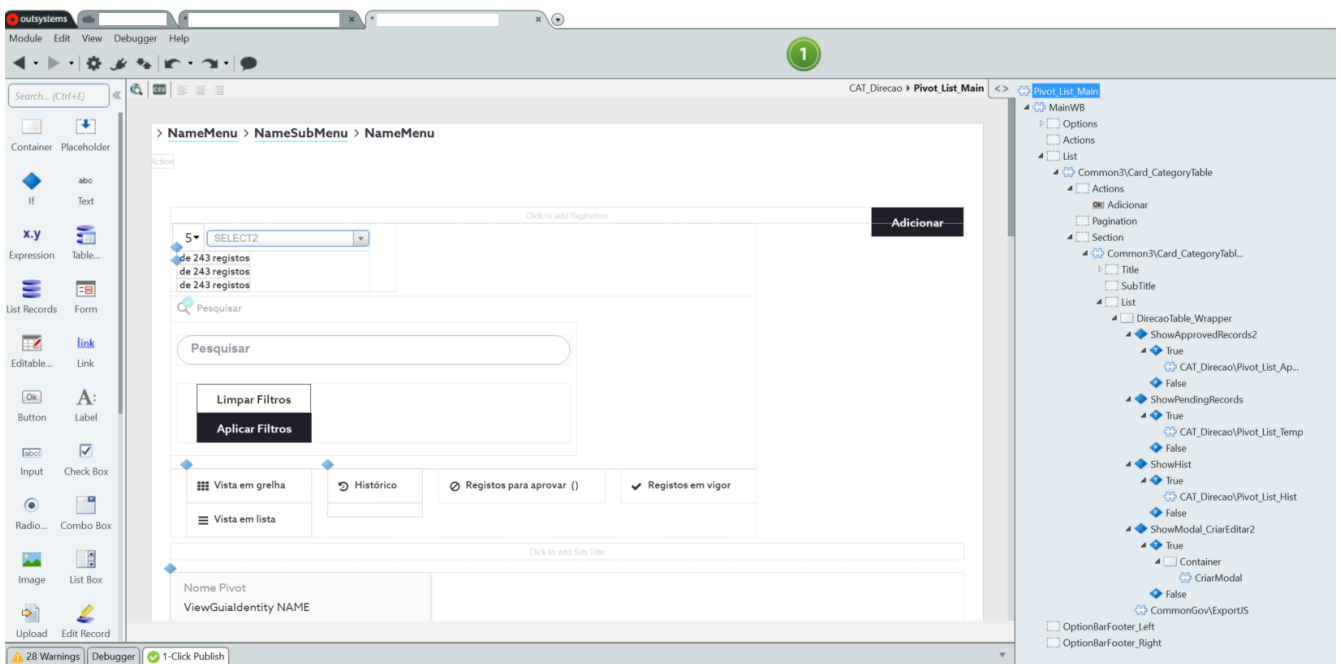 outsystems
Module Edit View Debugger Help
1
Search... (Ctrl+E)
Container Placeholder
If Text
abc
x.y
Expression Table...
List Records Form
link
Editable... Link
Ok A:
Button Label
abc
Input Check Box
Radio... Combo Box
Image List Box
Upload Edit Record
css
CAT_Direcao Pivot_List_Main <>
> NameMenu > NameSubMenu > NameMenu
Action
Click to add Pagination
Adicionar
5 SELECT2
de 243 registos
de 243 registos
de 243 registos
Pesquisar
Pesquisar
Limpar Filtros
Aplicar Filtros
Vista em grelha Histórico Registos para aprovar () Registos em vigor
Vista em lista
Click to add Sub Title
Nome Pivot
ViewGuiaIdentity NAME
Pivot_List_Main
MainWB
Options
Actions
List
Common3\Card_CategoryTable
Actions
Ok Adicionar
Pagination
Section
Common3\Card_CategoryTabl...
Title
SubTitle
List
DirecaoTable_Wrapper
ShowApprovedRecords2
True
CAT_Direcao\Pivot_List_Ap...
False
ShowPendingRecords
True
CAT_Direcao\Pivot_List_Temp
False
ShowHist
True
CAT_Direcao\Pivot_List_Hist
False
ShowModal_CriarEditar2
True
Container
CriarModal
False
CommonGov\ExportJS
OptionBarFooter_Left
OptionBarFooter_Right
28 Warnings Debugger 1-Click Publish